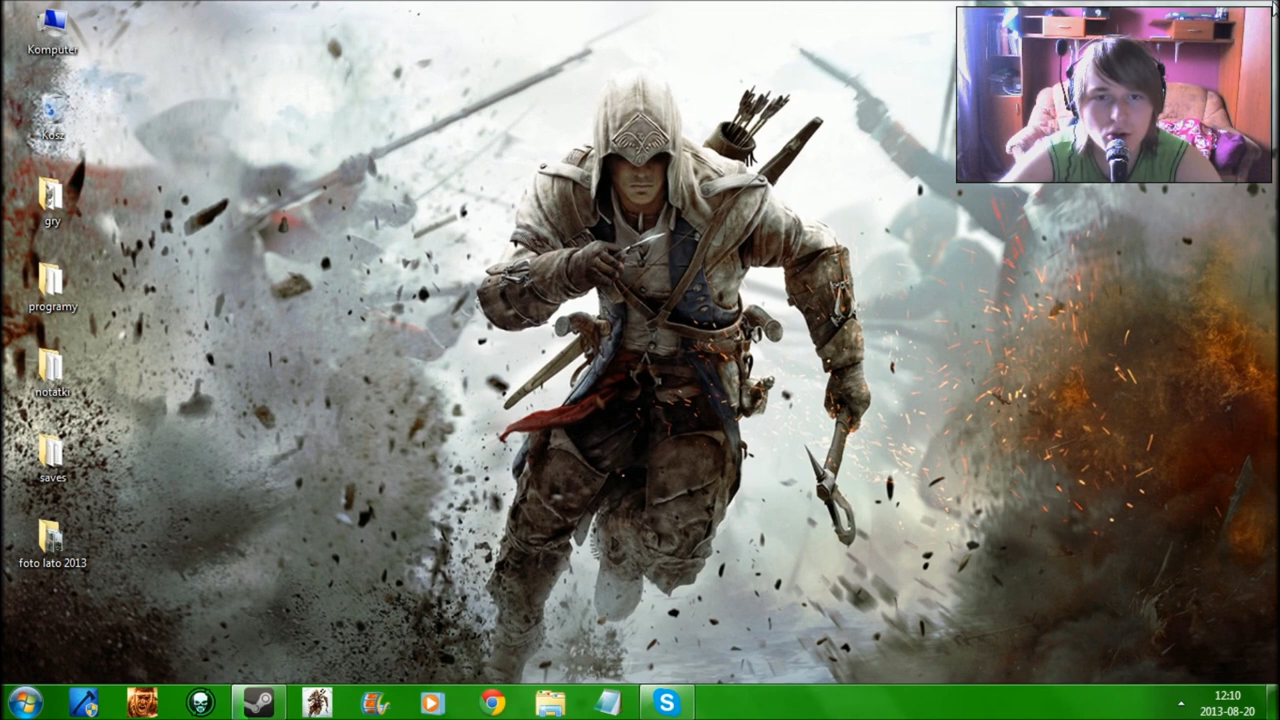 Komputer
Kosz
gry
programy
notatki
saves
foto lato 2013
12:10
2013-08-20